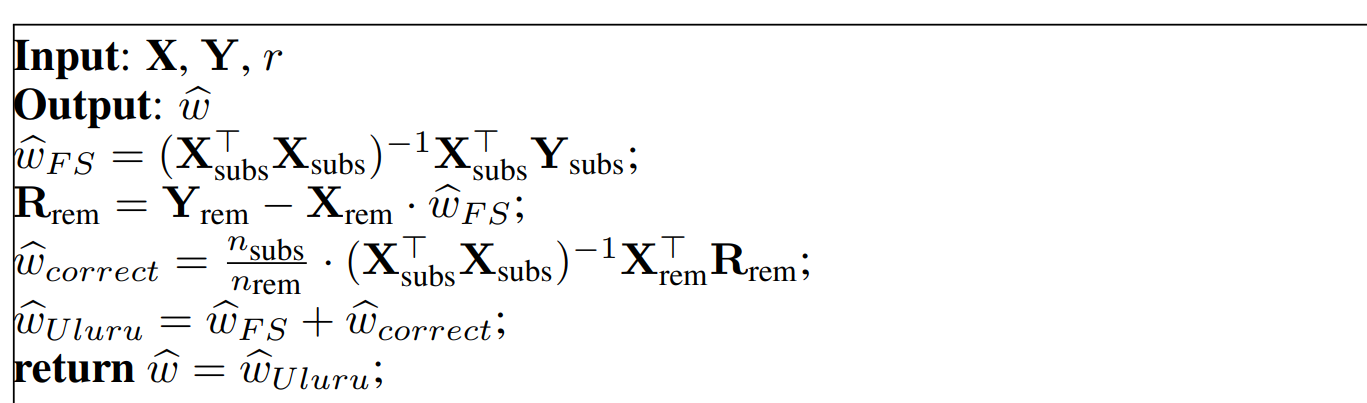 Input: X, Y, r
Output: ŵ
ŵ_{FS} = (X_{subs}^⊤ X_{subs})^{−1} X_{subs}^⊤ Y_{subs};
R_{rem} = Y_{rem} − X_{rem} · ŵ_{FS};
ŵ_{correct} = \frac{n_{subs}}{n_{rem}} · (X_{subs}^⊤ X_{subs})^{−1} X_{rem}^⊤ R_{rem};
ŵ_{Uluru} = ŵ_{FS} + ŵ_{correct};
return ŵ = ŵ_{Uluru};